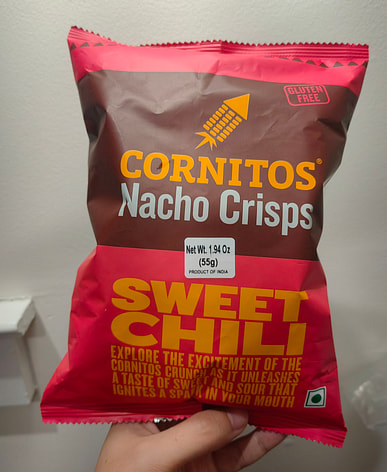 GLUTEN
FREE
CORNITOS®
Nacho Crisps
Net Wt. 1.94 Oz
(55g)
PRODUCT OF INDIA
SWEET
CHILI
EXPLORE THE EXCITEMENT OF THE
CORNITOS CRUNCH AS IT UNLEASHES
A TASTE OF SWEET AND SOUR THAT
IGNITES A SPARK IN YOUR MOUTH